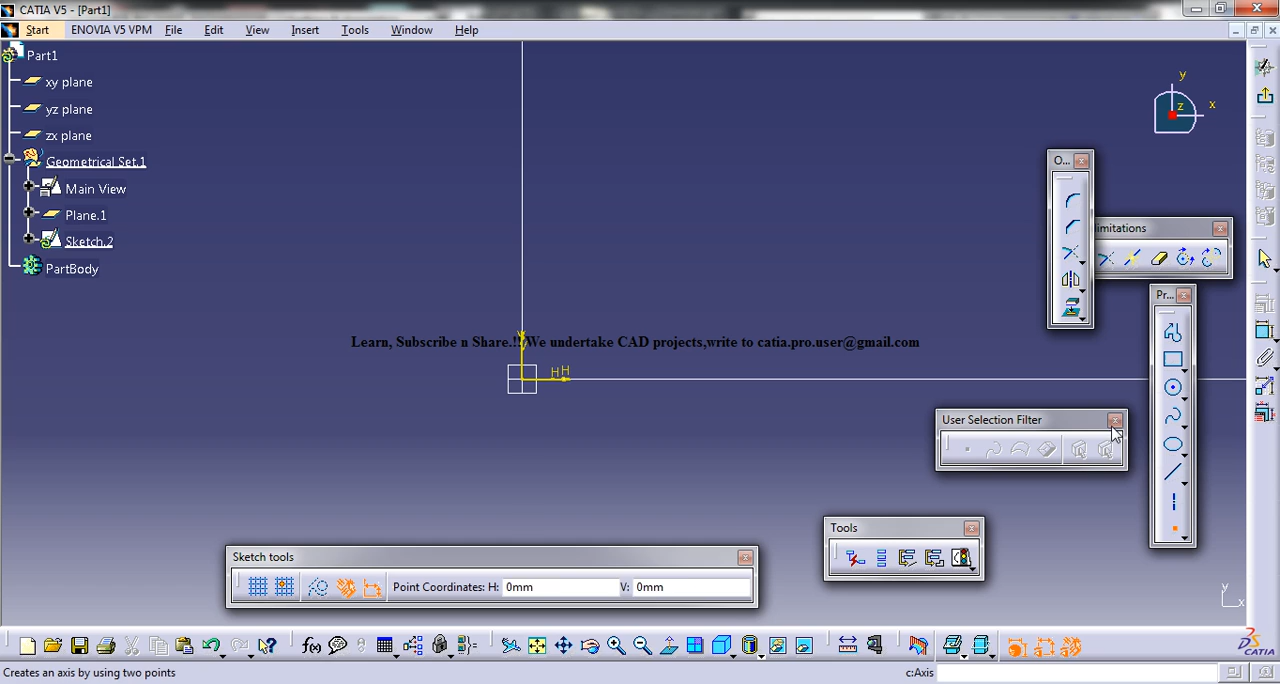 CATIA V5 - [Part1]
Start ENOVIA V5 VPM File Edit View Insert Tools Window Help
Part1
xy plane
yz plane
zx plane
Geometrical Set.1
Main View
Plane.1
Sketch.2
PartBody
y
z x
O...
imitations
Pr...
V
Learn, Subscribe n Share.!! We undertake CAD projects,write to catia.pro.user@gmail.com
H H
User Selection Filter
Tools
Sketch tools
Point Coordinates: H: 0mm V: 0mm
y
x
f(x)
CATIA
Creates an axis by using two points
c:Axis